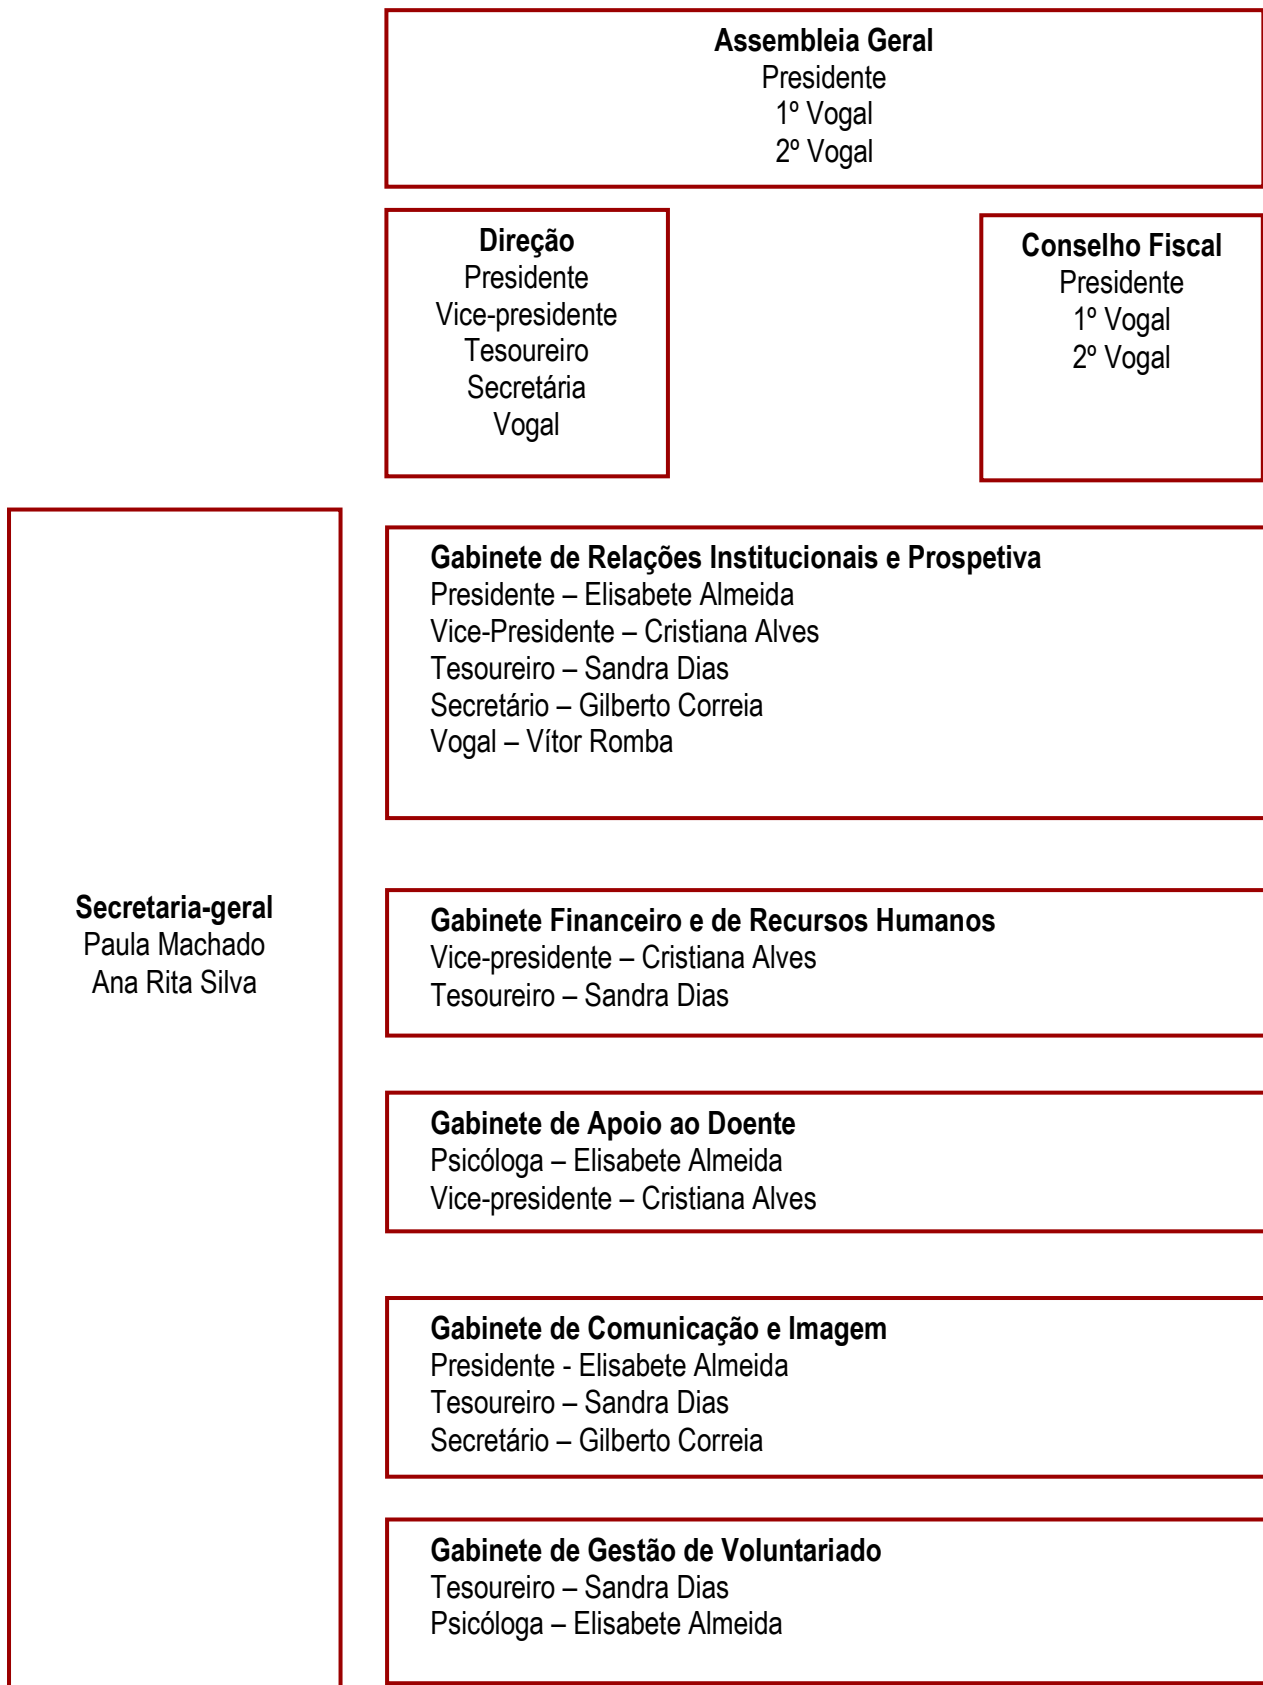 Assembleia Geral
Presidente
1º Vogal
2º Vogal
Direção
Presidente
Vice-presidente
Tesoureiro
Secretária
Vogal
Conselho Fiscal
Presidente
1º Vogal
2º Vogal
Secretaria-geral
Paula Machado
Ana Rita Silva
Gabinete de Relações Institucionais e Prospetiva
Presidente – Elisabete Almeida
Vice-Presidente – Cristiana Alves
Tesoureiro – Sandra Dias
Secretário – Gilberto Correia
Vogal – Vítor Romba
Gabinete Financeiro e de Recursos Humanos
Vice-presidente – Cristiana Alves
Tesoureiro – Sandra Dias
Gabinete de Apoio ao Doente
Psicóloga – Elisabete Almeida
Vice-presidente – Cristiana Alves
Gabinete de Comunicação e Imagem
Presidente - Elisabete Almeida
Tesoureiro – Sandra Dias
Secretário – Gilberto Correia
Gabinete de Gestão de Voluntariado
Tesoureiro – Sandra Dias
Psicóloga – Elisabete Almeida